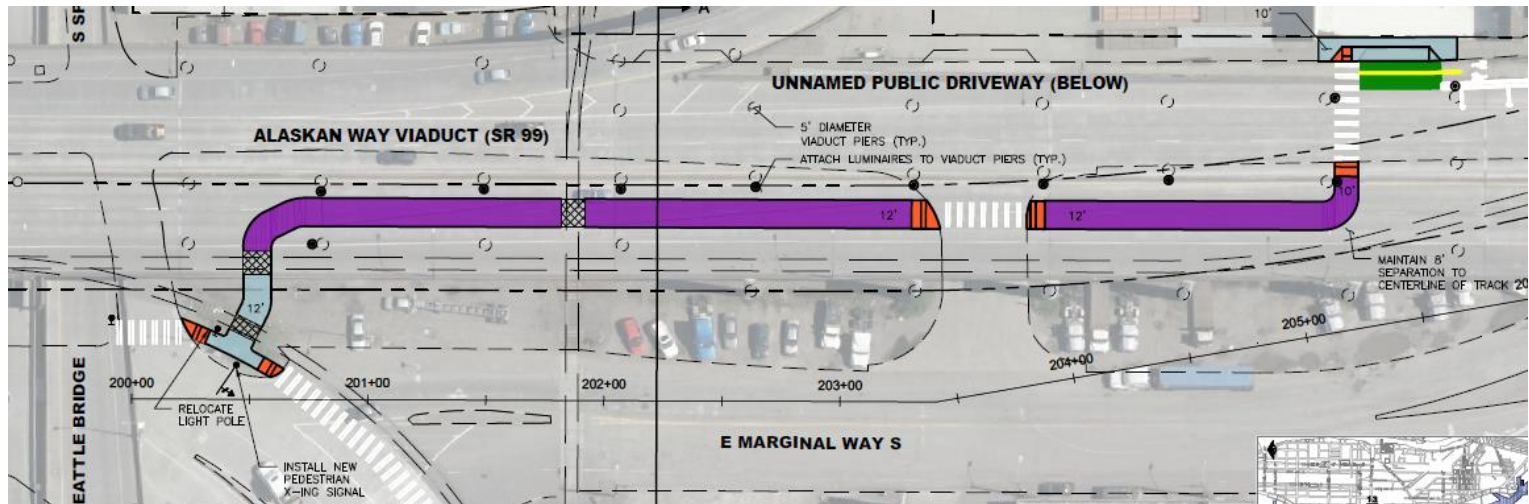 S SP
A
10'
UNNAMED PUBLIC DRIVEWAY (BELOW)
ALASKAN WAY VIADUCT (SR 99)
5' DIAMETER
VIADUCT PIERS (TYP.)
ATTACH LUMINAIRES TO VIADUCT PIERS (TYP.)
12'
12'
10'
MAINTAIN 8'
SEPARATION TO
CENTERLINE OF TRACK
20
12'
200+00
201+00
202+00
203+00
204+00
205+00
RELOCATE
LIGHT POLE
EATTLE BRIDGE
E MARGINAL WAY S
INSTALL NEW
PEDESTRIAN
X-ING SIGNAL